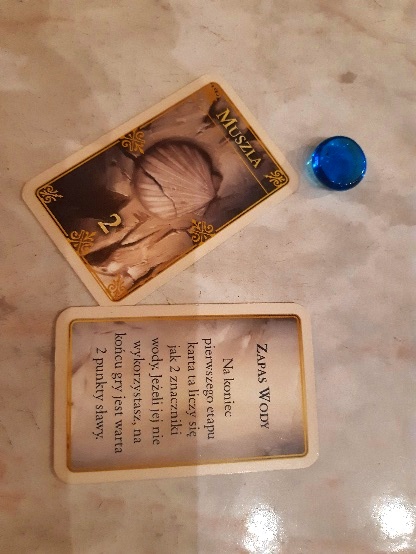 MUSZLA
2
ZAPAS WODY
Na koniec
pierwszego etapu
karta ta liczy się
jak 2 znaczniki
wody. Jeżeli jej nie
wykorzystasz, na
końcu gry jest warta
2 punkty sławy.